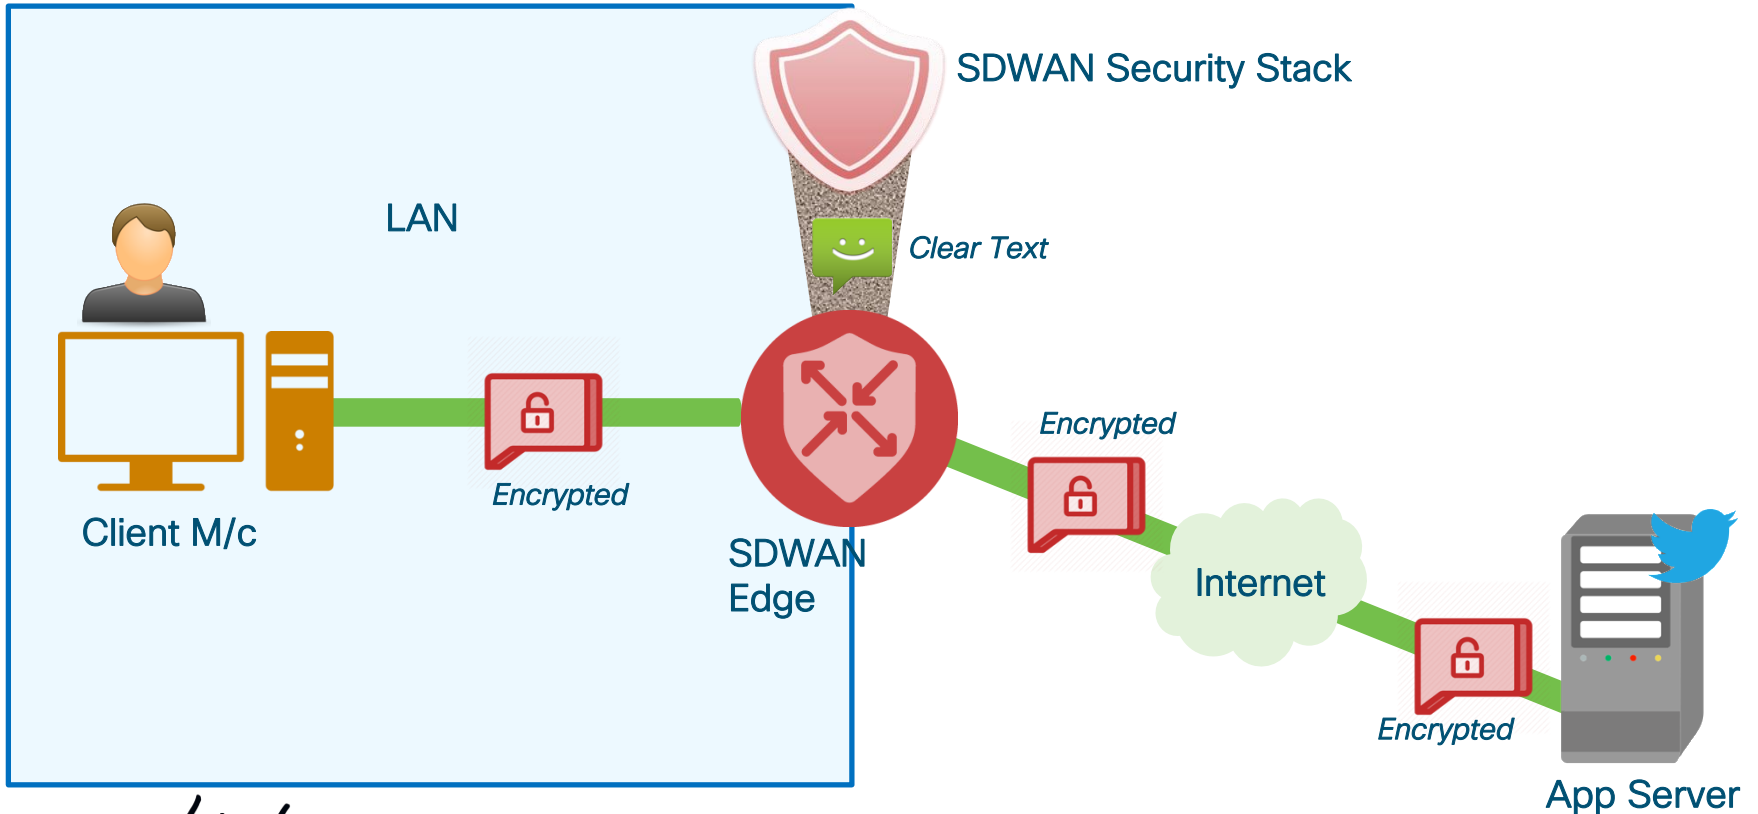 SDWAN Security Stack
LAN
Clear Text
Encrypted
Encrypted
Client M/c
SDWAN
Edge
Internet
Encrypted
App Server